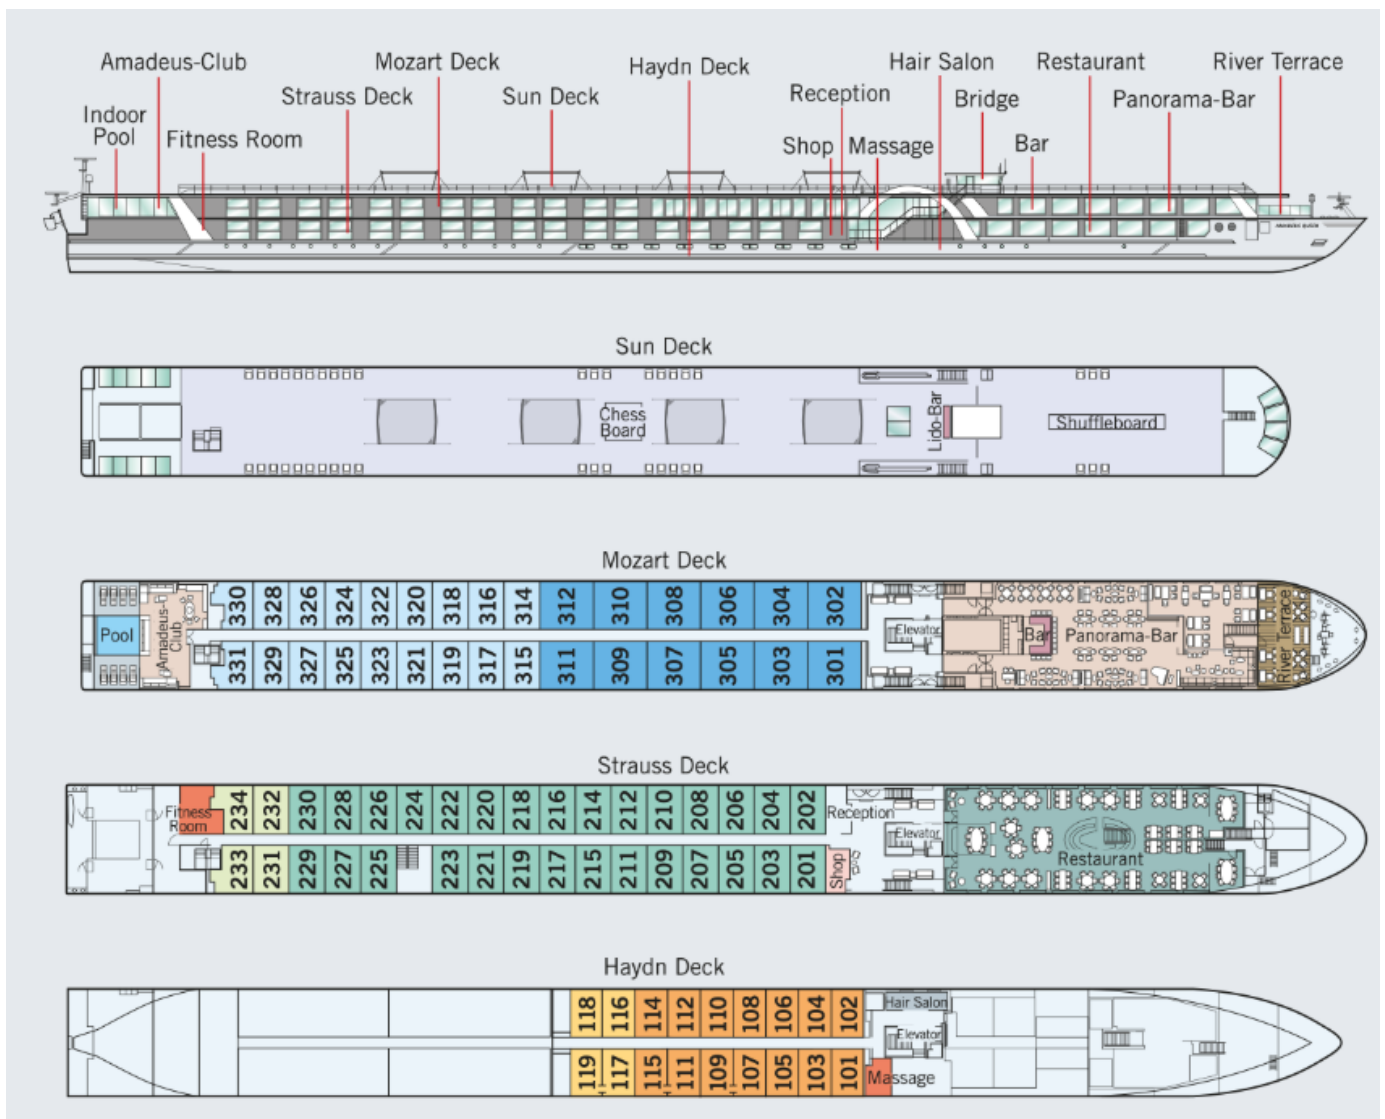 Amadeus-Club
Mozart Deck
Haydn Deck
Hair Salon
Restaurant
River Terrace
Strauss Deck
Sun Deck
Reception
Bridge
Panorama-Bar
Indoor
Pool
Fitness Room
Shop
Massage
Bar
Sun Deck
Chess
Board
Lido-Bar
Shuffleboard
Mozart Deck
330 328 326 324 322 320 318 316 314 312 310 308 306 304 302
Pool
Amadeus-
Club
Elevator
Bar
Panorama-Bar
River Terrace
331 329 327 325 323 321 319 317 315 311 309 307 305 303 301
Strauss Deck
234 232 230 228 226 224 222 220 218 216 214 212 210 208 206 204 202
Fitness
Room
Reception
Elevator
Restaurant
233 231 229 227 225 223 221 219 217 215 211 209 207 205 203 201
Shop
Haydn Deck
118 116 114 112 110 108 106 104 102
Hair Salon
Elevator
119 117 115 111 109 107 105 103 101
Massage